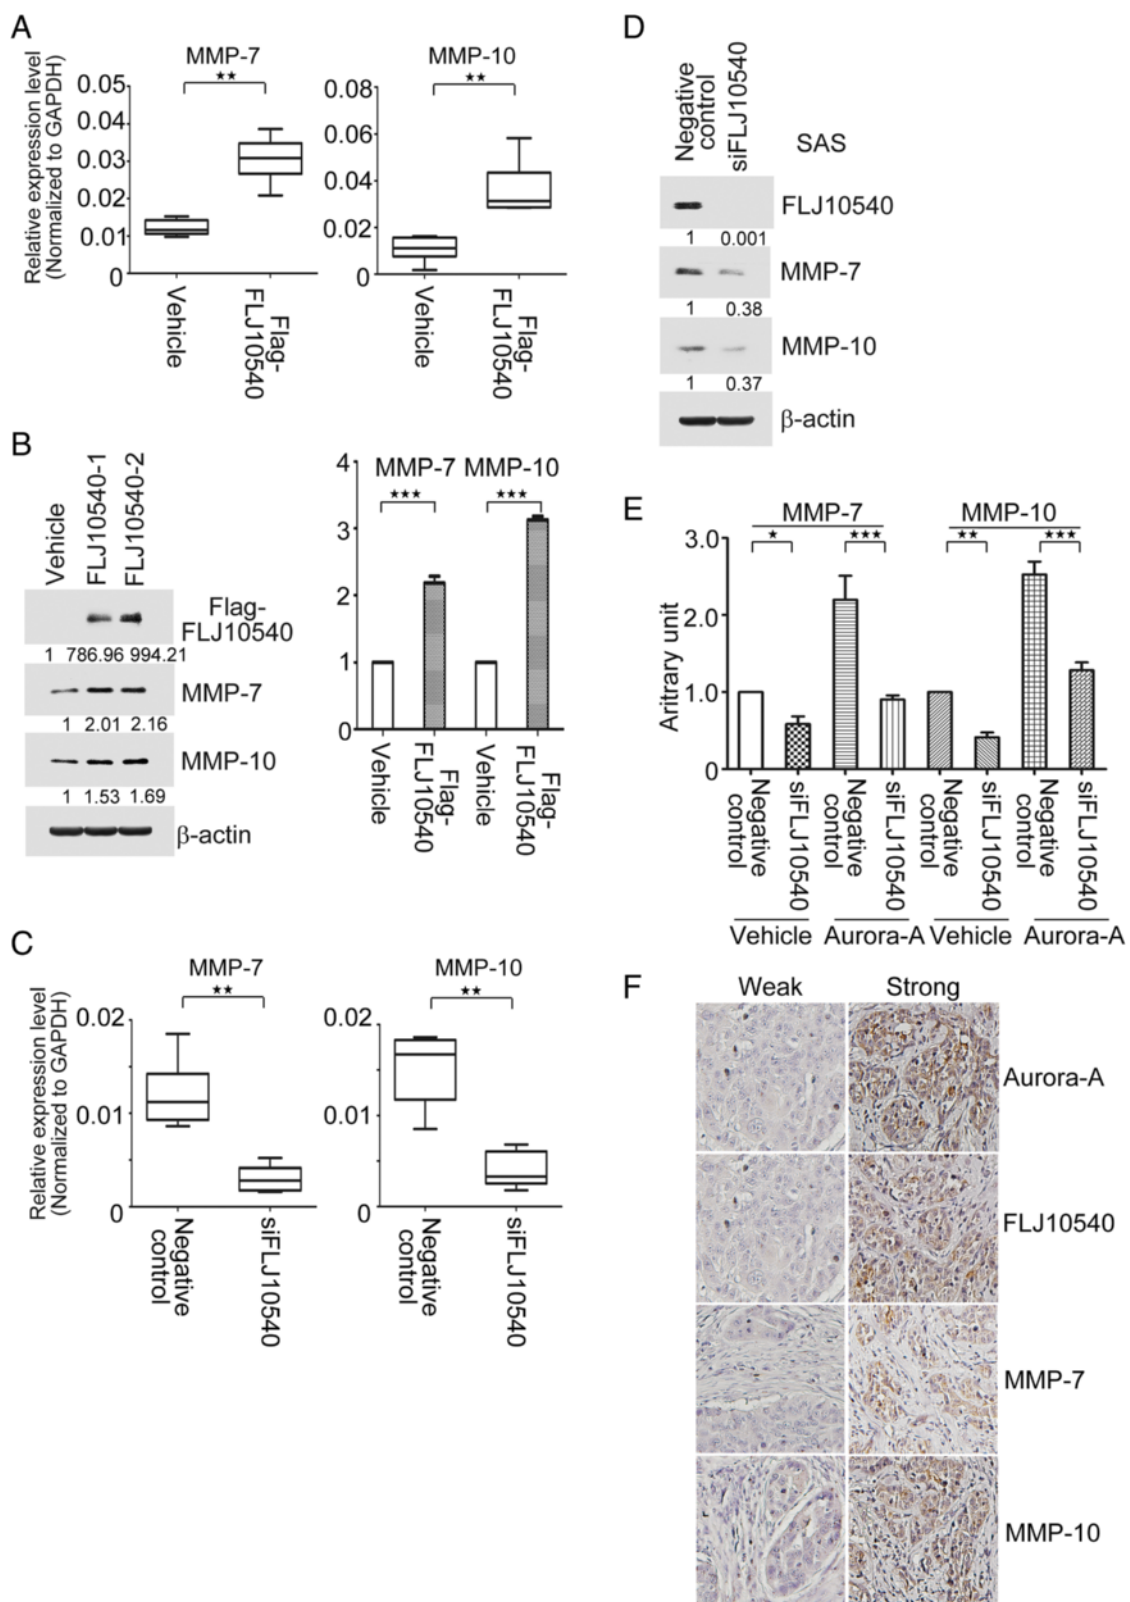 A
MMP-7
★★
Relative expression level
(Normalized to GAPDH)
0.05
0.04
0.03
0.02
0.01
0
Vehicle
Flag-
FLJ10540
MMP-10
★★
0.08
0.06
0.04
0.02
0
Vehicle
Flag-
FLJ10540
B
Vehicle
FLJ10540-1
FLJ10540-2
Flag-
FLJ10540
1 786.96 994.21
MMP-7
1 2.01 2.16
MMP-10
1 1.53 1.69
β-actin
4
3
2
1
0
MMP-7 MMP-10
★★★ ★★★
Vehicle
Flag-
FLJ10540
Vehicle
Flag-
FLJ10540
C
MMP-7
★★
Relative expression level
(Normalized to GAPDH)
0.02
0.01
0
Negative
control
siFLJ10540
MMP-10
★★
0.02
0.01
0
Negative
control
siFLJ10540
D
Negative
control
siFLJ10540
SAS
FLJ10540
1 0.001
MMP-7
1 0.38
MMP-10
1 0.37
β-actin
E
MMP-7 MMP-10
★ ★★★ ★★ ★★★
Aritrary unit
3.0
2.0
1.0
0
Negative
control
siFLJ10540
Negative
control
siFLJ10540
Negative
control
siFLJ10540
Negative
control
siFLJ10540
Vehicle Aurora-A Vehicle Aurora-A
F
Weak Strong
Aurora-A
FLJ10540
MMP-7
MMP-10